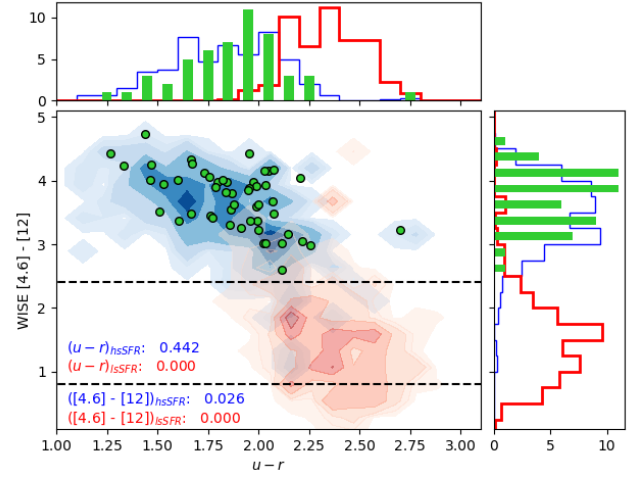 10
5
0
5
4
3
2
1
WISE [4.6] - [12]
(u − r)hsSFR: 0.442
(u − r)lsSFR: 0.000
([4.6] - [12])hsSFR: 0.026
([4.6] - [12])lsSFR: 0.000
1.00 1.25 1.50 1.75 2.00 2.25 2.50 2.75 3.00
u − r
0 5 10